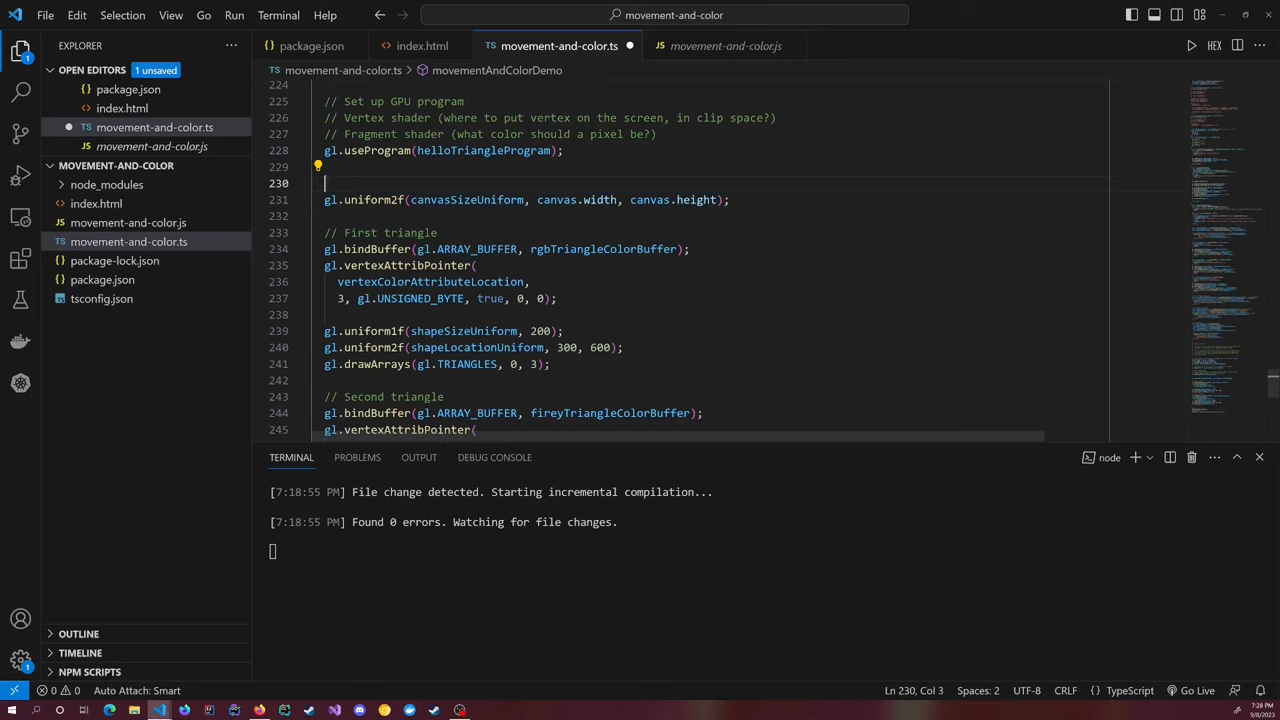 File Edit Selection View Go Run Terminal Help
movement-and-color
EXPLORER
package.json
index.html
movement-and-color.ts
movement-and-color.js
HEX
OPEN EDITORS
1 unsaved
package.json
index.html
movement-and-color.ts
movement-and-color.js
MOVEMENT-AND-COLOR
node_modules
index.html
movement-and-color.js
movement-and-color.ts
package-lock.json
package.json
tsconfig.json
OUTLINE
TIMELINE
NPM SCRIPTS
movement-and-color.ts movementAndColorDemo
224
225 Set up GPU program
226 vertex shader (where should a vertex on the screen, in clip space
227 Fragment shader (what color should a pixel be?)
228 gl.useProgram(helloTriangleProgram);
229
230
231 gl.uniform2f( canvas.width, canvas.height);
232
233 First triangle
234 gl.bindBuffer(gl.ARRAY_BUFFER, rgbTriangleColorBuffer);
235 gl.vertexAttribPointer(
236 vertexColorAttributeLocation,
237 3, gl.UNSIGNED_BYTE, true, 0, 0);
238
239 gl.uniform1f(shapeSizeUniform, 200);
240 gl.uniform2f(shapeLocationUniform, 300, 600);
241 gl.drawArrays(gl.TRIANGLES, 0, 3);
242
243 Second triangle
244 gl.bindBuffer(gl.ARRAY_BUFFER, fireyTriangleColorBuffer);
245 gl.vertexAttribPointer(
TERMINAL PROBLEMS OUTPUT DEBUG CONSOLE
node
[7:18:55 PM] File change detected. Starting incremental compilation...
[7:18:55 PM] Found 0 errors. Watching for file changes.
0 0 Auto Attach: Smart
Ln 230, Col 3 Spaces: 2 UTF-8 CRLF {} TypeScript Go Live
7:28 PM
9/8/2023